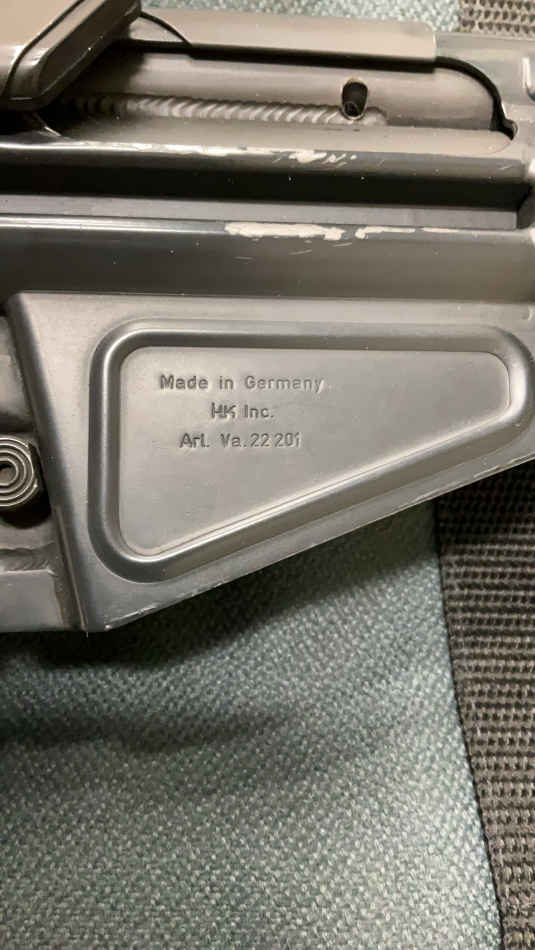 Made in Germany
HK Inc.
Arl. Va. 22 201